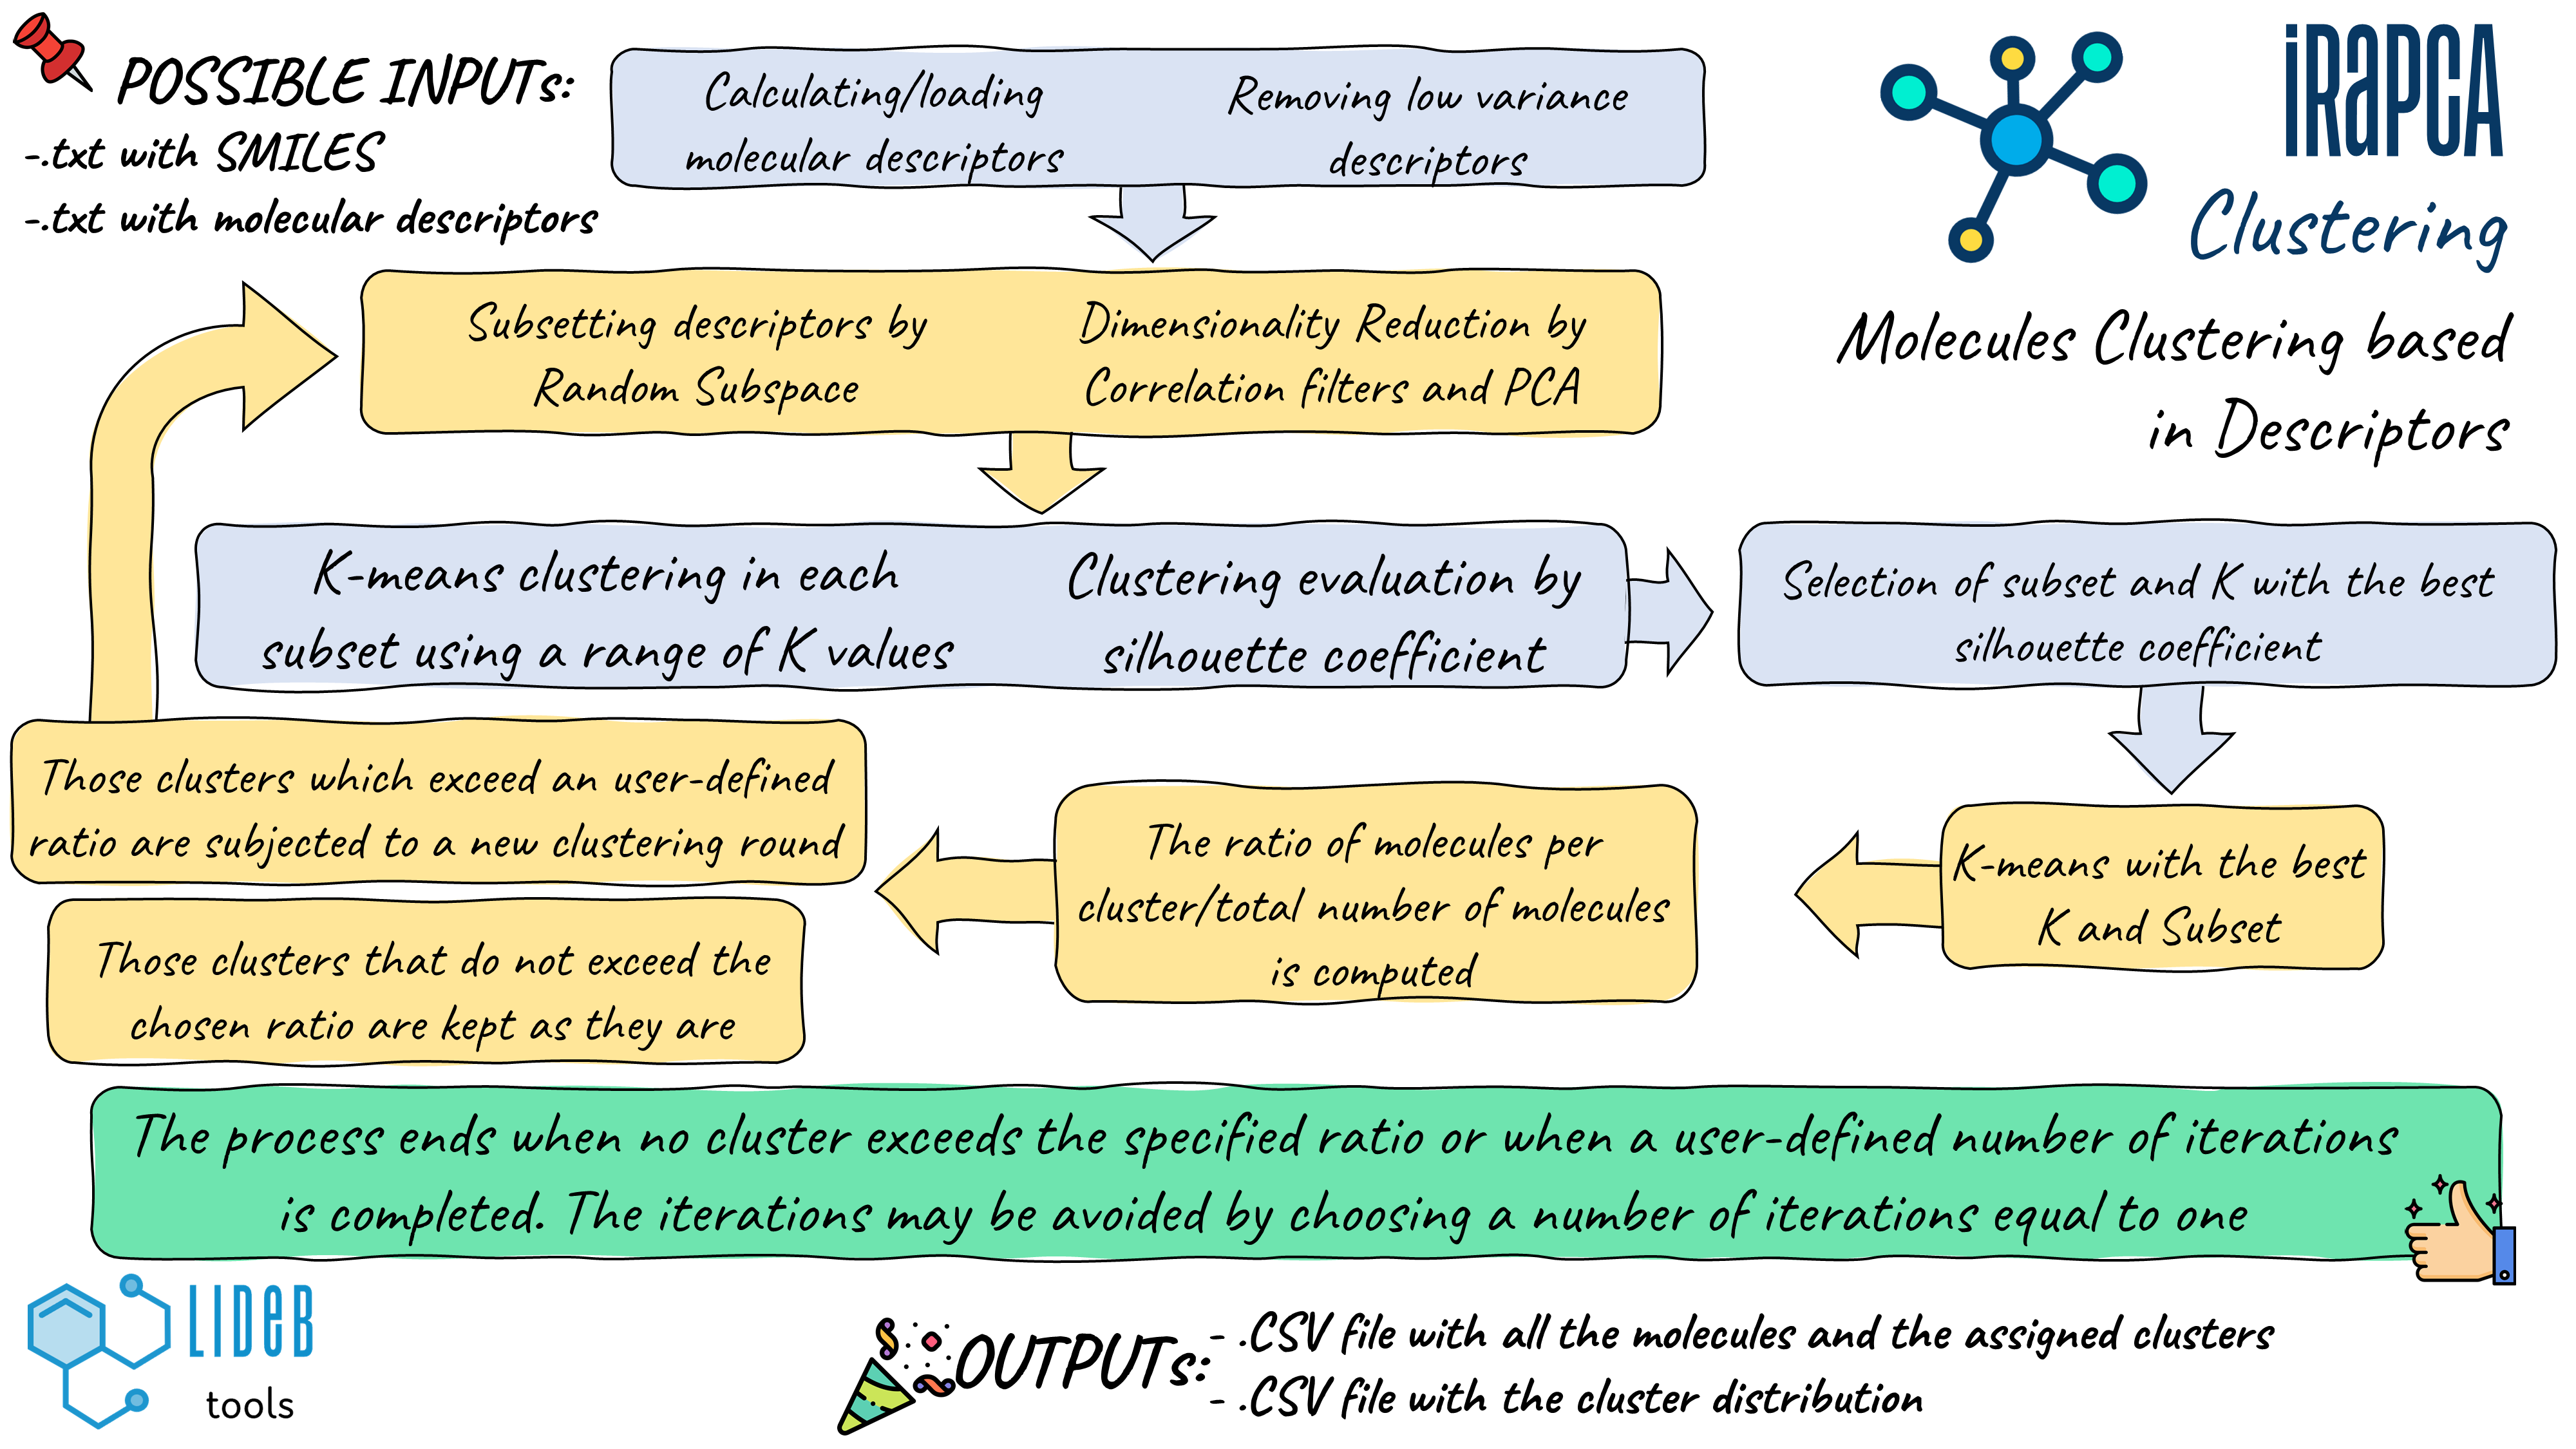 POSSIBLE INPUTs:
-.txt with SMILES
-.txt with molecular descriptors
Calculating/loading
molecular descriptors
Removing low variance
descriptors
iRaPCA
Clustering
Molecules Clustering based
in Descriptors
Subsetting descriptors by
Random Subspace
Dimensionality Reduction by
Correlation filters and PCA
K-means clustering in each
subset using a range of K values
Clustering evaluation by
silhouette coefficient
Selection of subset and K with the best
silhouette coefficient
K-means with the best
K and Subset
The ratio of molecules per
cluster/total number of molecules
is computed
Those clusters which exceed an user-defined
ratio are subjected to a new clustering round
Those clusters that do not exceed the
chosen ratio are kept as they are
The process ends when no cluster exceeds the specified ratio or when a user-defined number of iterations
is completed. The iterations may be avoided by choosing a number of iterations equal to one
LIDeB
tools
OUTPUTs:
- .CSV file with all the molecules and the assigned clusters
- .CSV file with the cluster distribution